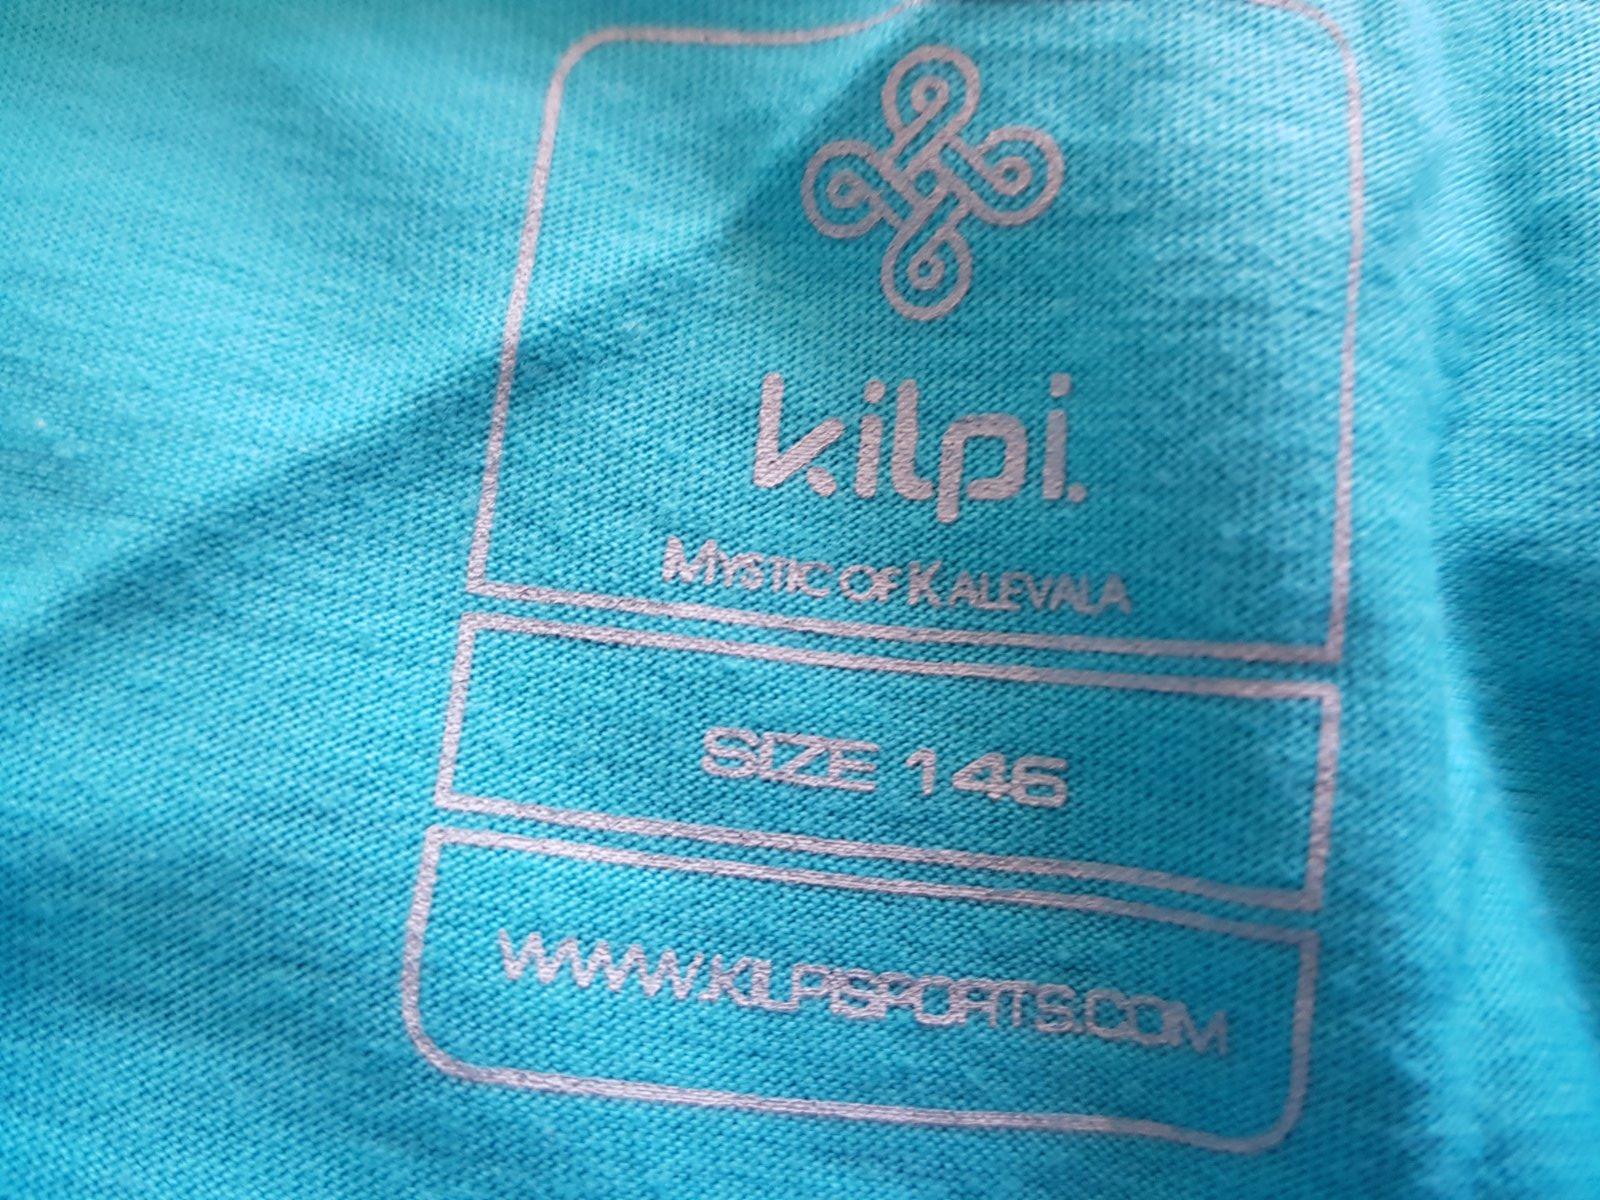 kilpi.
MYSTIC OF KALEVALA
SIZE 146
WWW.KILPISPORTS.COM